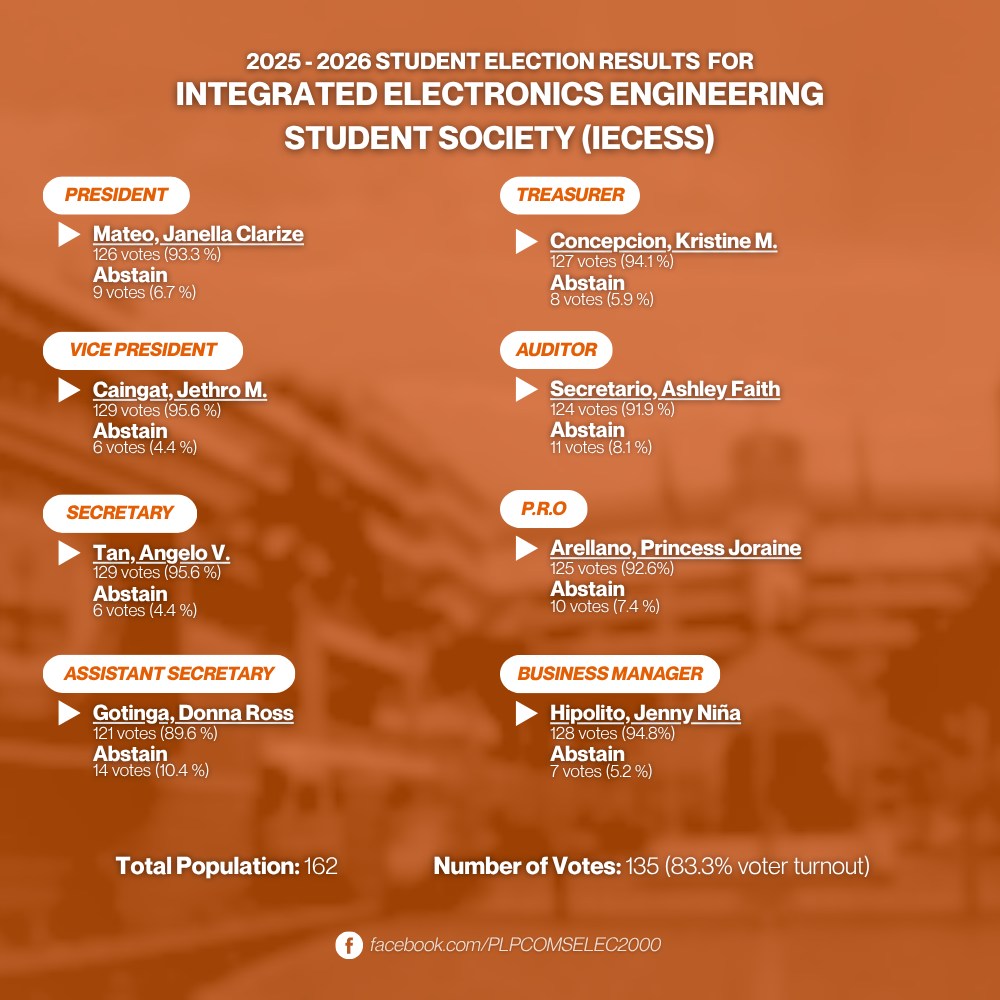 2025 - 2026 STUDENT ELECTION RESULTS FOR
INTEGRATED ELECTRONICS ENGINEERING
STUDENT SOCIETY (IECESS)
PRESIDENT
Mateo, Janella Clarize
126 votes (93.3 %)
Abstain
9 votes (6.7 %)
VICE PRESIDENT
Caingat, Jethro M.
129 votes (95.6 %)
Abstain
6 votes (4.4 %)
SECRETARY
Tan, Angelo V.
129 votes (95.6 %)
Abstain
6 votes (4.4 %)
ASSISTANT SECRETARY
Gotinga, Donna Ross
121 votes (89.6 %)
Abstain
14 votes (10.4 %)
TREASURER
Concepcion, Kristine M.
127 votes (94.1 %)
Abstain
8 votes (5.9 %)
AUDITOR
Secretario, Ashley Faith
124 votes (91.9 %)
Abstain
11 votes (8.1 %)
P.R.O
Arellano, Princess Joraine
125 votes (92.6%)
Abstain
10 votes (7.4 %)
BUSINESS MANAGER
Hipolito, Jenny Niña
128 votes (94.8%)
Abstain
7 votes (5.2 %)
Total Population: 162
Number of Votes: 135 (83.3% voter turnout)
facebook.com/PLPCOMSELEC2000